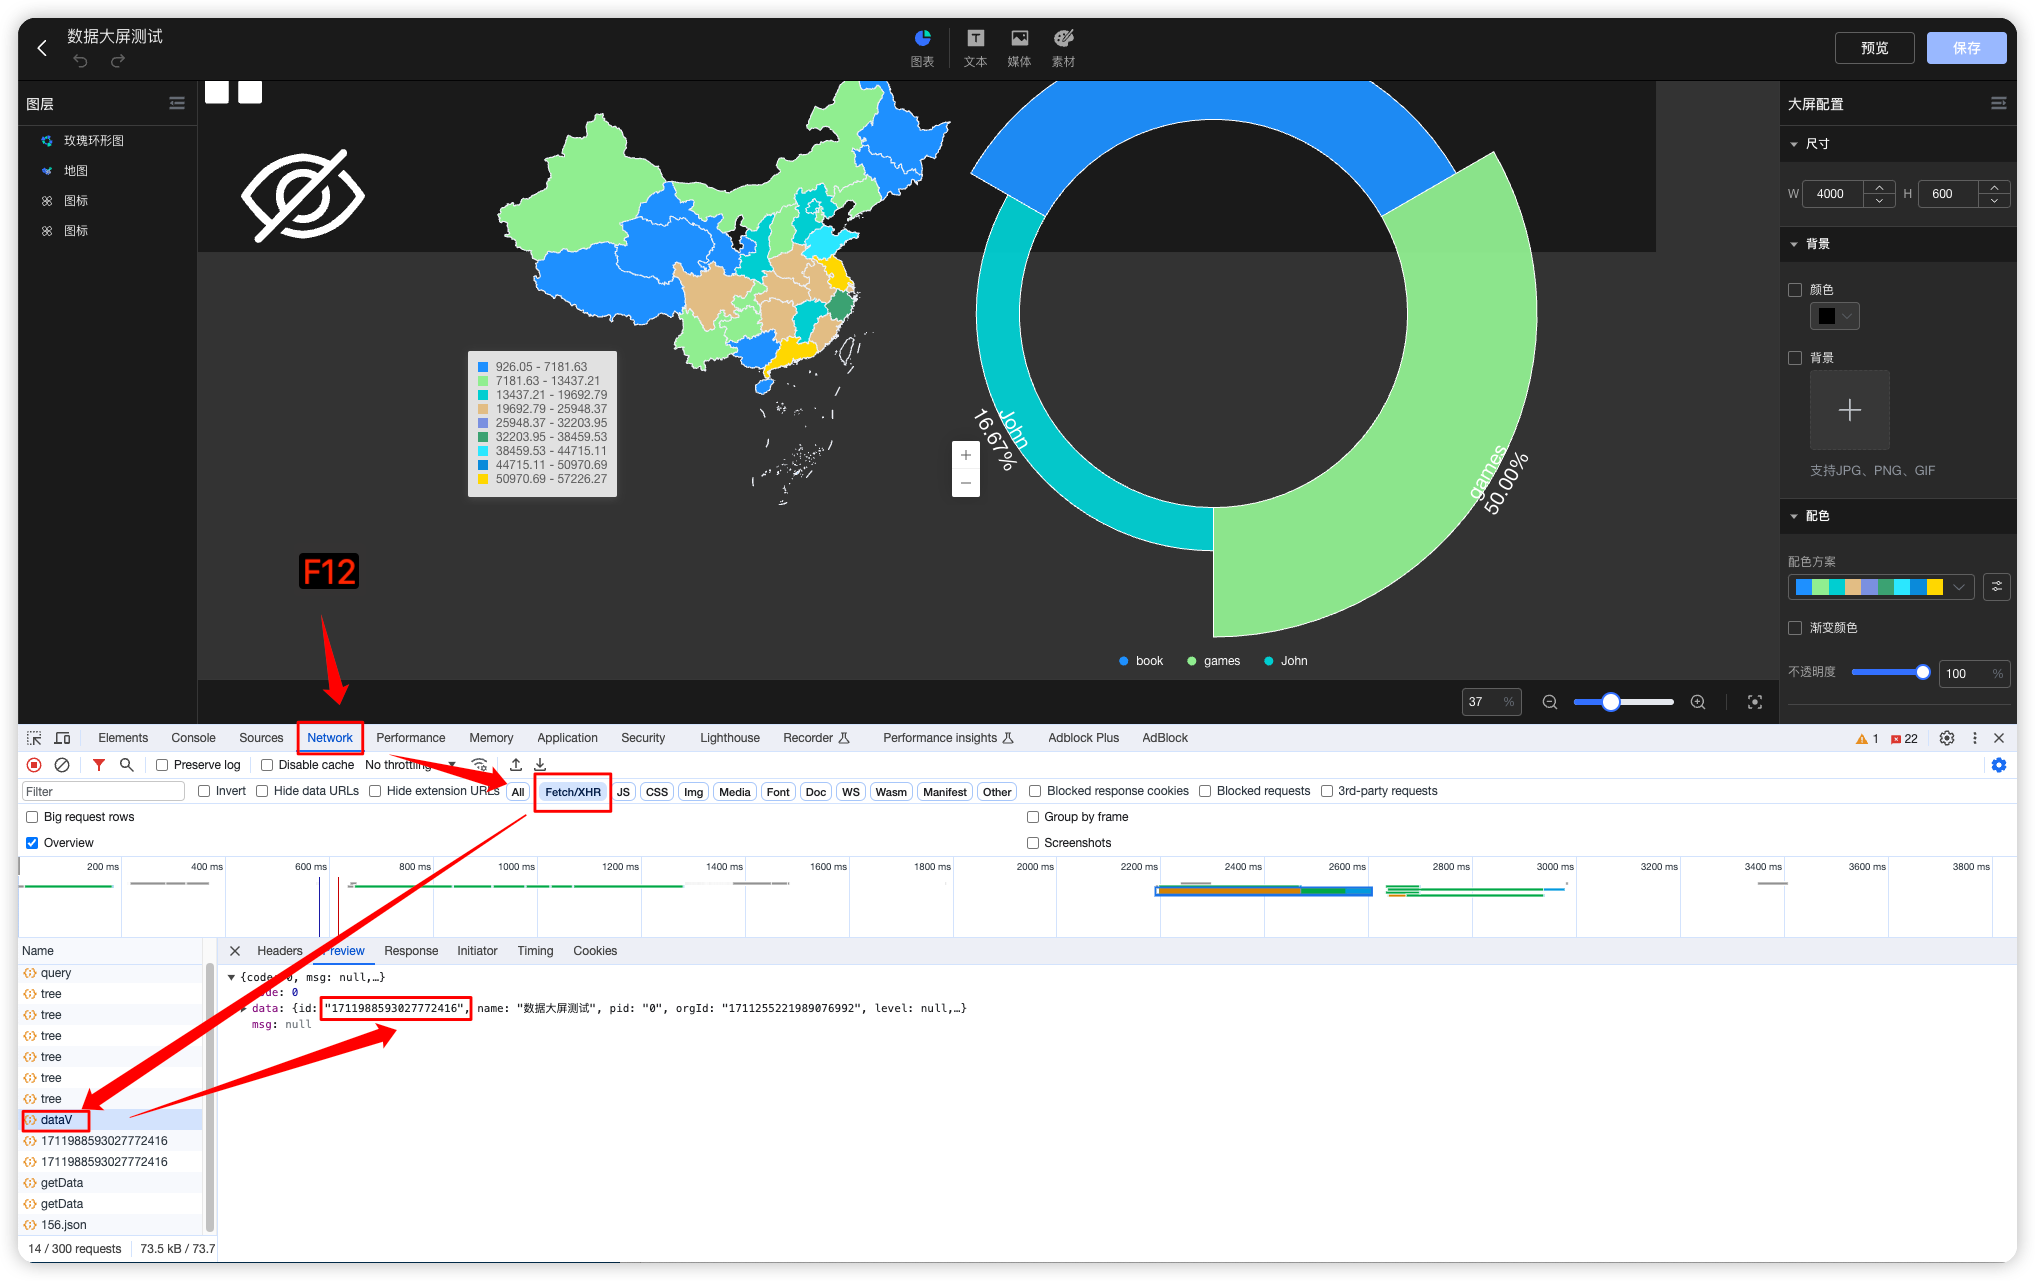 数据大屏测试
图表
文本
媒体
素材
预览
保存
图层
玫瑰环形图
地图
图标
图标
926.05 - 7181.63
7181.63 - 13437.21
13437.21 - 19692.79
19692.79 - 25948.37
25948.37 - 32203.95
32203.95 - 38459.53
38459.53 - 44715.11
44715.11 - 50970.69
50970.69 - 57226.27
+
−
John
16.67%
games
50.00%
book
games
John
F12
37 %
大屏配置
尺寸
W 4000 H 600
背景
颜色
背景
支持JPG、PNG、GIF
配色
配色方案
渐变颜色
不透明度 100 %
Elements Console Sources Network Performance Memory Application Security Lighthouse Recorder Performance insights Adblock Plus AdBlock 1 22
Preserve log Disable cache No throttling
Filter Invert Hide data URLs Hide extension URLs All Fetch/XHR JS CSS Img Media Font Doc WS Wasm Manifest Other Blocked response cookies Blocked requests 3rd-party requests
Big request rows Group by frame
Overview Screenshots
200 ms 400 ms 600 ms 800 ms 1000 ms 1200 ms 1400 ms 1600 ms 1800 ms 2000 ms 2200 ms 2400 ms 2600 ms 2800 ms 3000 ms 3200 ms 3400 ms 3600 ms 3800 ms
Name
query
tree
tree
tree
tree
tree
tree
dataV
1711988593027772416
1711988593027772416
getData
getData
156.json
14 / 300 requests 73.5 kB / 73.7
Headers Preview Response Initiator Timing Cookies
{code: 0, msg: null,…}
code: 0
data: {id: "1711988593027772416", name: "数据大屏测试", pid: "0", orgId: "1711255221989076992", level: null,…}
msg: null